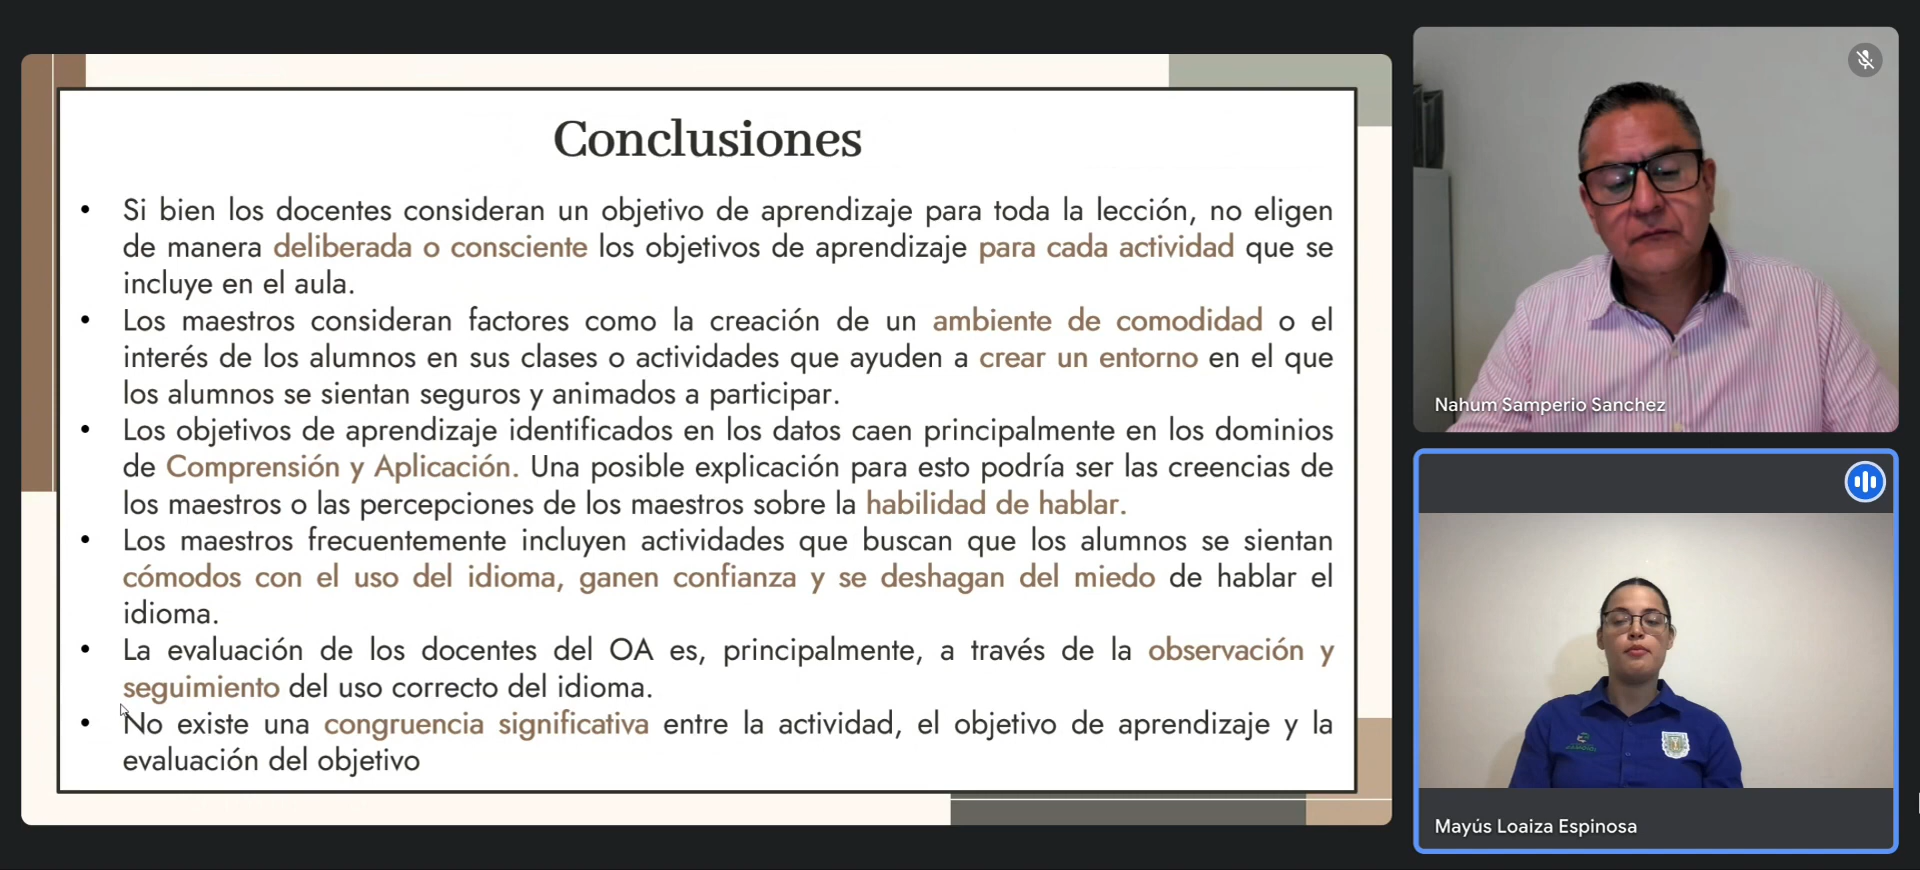 Conclusiones
• Si bien los docentes consideran un objetivo de aprendizaje para toda la lección, no eligen
de manera deliberada o consciente los objetivos de aprendizaje para cada actividad que se
incluye en el aula.
• Los maestros consideran factores como la creación de un ambiente de comodidad o el
interés de los alumnos en sus clases o actividades que ayuden a crear un entorno en el que
los alumnos se sientan seguros y animados a participar.
• Los objetivos de aprendizaje identificados en los datos caen principalmente en los dominios
de Comprensión y Aplicación. Una posible explicación para esto podría ser las creencias de
los maestros o las percepciones de los maestros sobre la habilidad de hablar.
• Los maestros frecuentemente incluyen actividades que buscan que los alumnos se sientan
cómodos con el uso del idioma, ganen confianza y se deshagan del miedo de hablar el
idioma.
• La evaluación de los docentes del OA es, principalmente, a través de la observación y
seguimiento del uso correcto del idioma.
• No existe una congruencia significativa entre la actividad, el objetivo de aprendizaje y la
evaluación del objetivo
Nahum Samperio Sanchez
Mayús Loaiza Espinosa